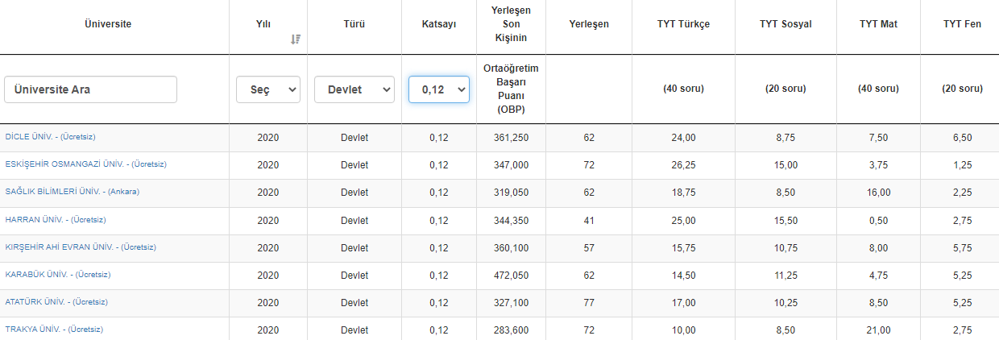 Üniversite Yılı Türü Katsayı Yerleşen Son Kişinin Yerleşen TYT Türkçe TYT Sosyal TYT Mat TYT Fen
Üniversite Ara Seç Devlet 0,12 Ortaöğretim Başarı Puanı (OBP) (40 soru) (20 soru) (40 soru) (20 soru)
DİCLE ÜNİV. - (Ücretsiz) 2020 Devlet 0,12 361,250 62 24,00 8,75 7,50 6,50
ESKİŞEHİR OSMANGAZİ ÜNİV. - (Ücretsiz) 2020 Devlet 0,12 347,000 72 26,25 15,00 3,75 1,25
SAĞLIK BİLİMLERİ ÜNİV. - (Ankara) 2020 Devlet 0,12 319,050 62 18,75 8,50 16,00 2,25
HARRAN ÜNİV. - (Ücretsiz) 2020 Devlet 0,12 344,350 41 25,00 15,50 0,50 2,75
KIRŞEHİR AHİ EVRAN ÜNİV. - (Ücretsiz) 2020 Devlet 0,12 360,100 57 15,75 10,75 8,00 5,75
KARABÜK ÜNİV. - (Ücretsiz) 2020 Devlet 0,12 472,050 62 14,50 11,25 4,75 5,25
ATATÜRK ÜNİV. - (Ücretsiz) 2020 Devlet 0,12 327,100 77 17,00 10,25 8,50 5,25
TRAKYA ÜNİV. - (Ücretsiz) 2020 Devlet 0,12 283,600 72 10,00 8,50 21,00 2,75